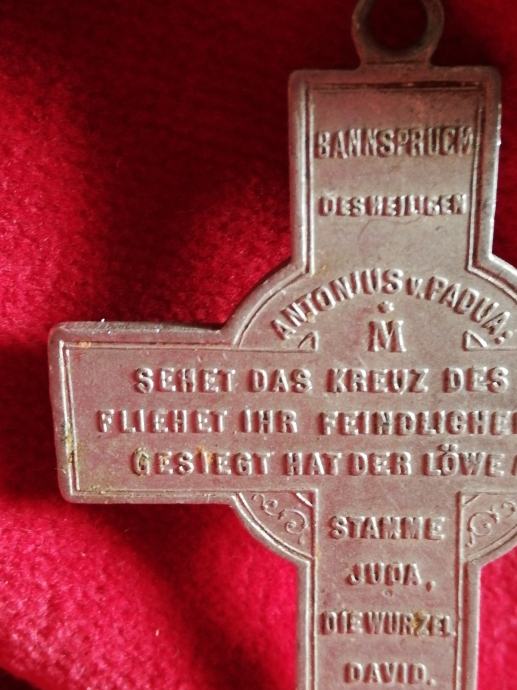 BANNSPRUCH
DES HEILIGEN
ANTONIUS v. PADUA:
M
SEHET DAS KREUZ DES
FLIEHET IHR FEINDLICHE
GESIEGT HAT DER LÖWE A
STAMME
JUDA,
DIE WURZEL
DAVID.